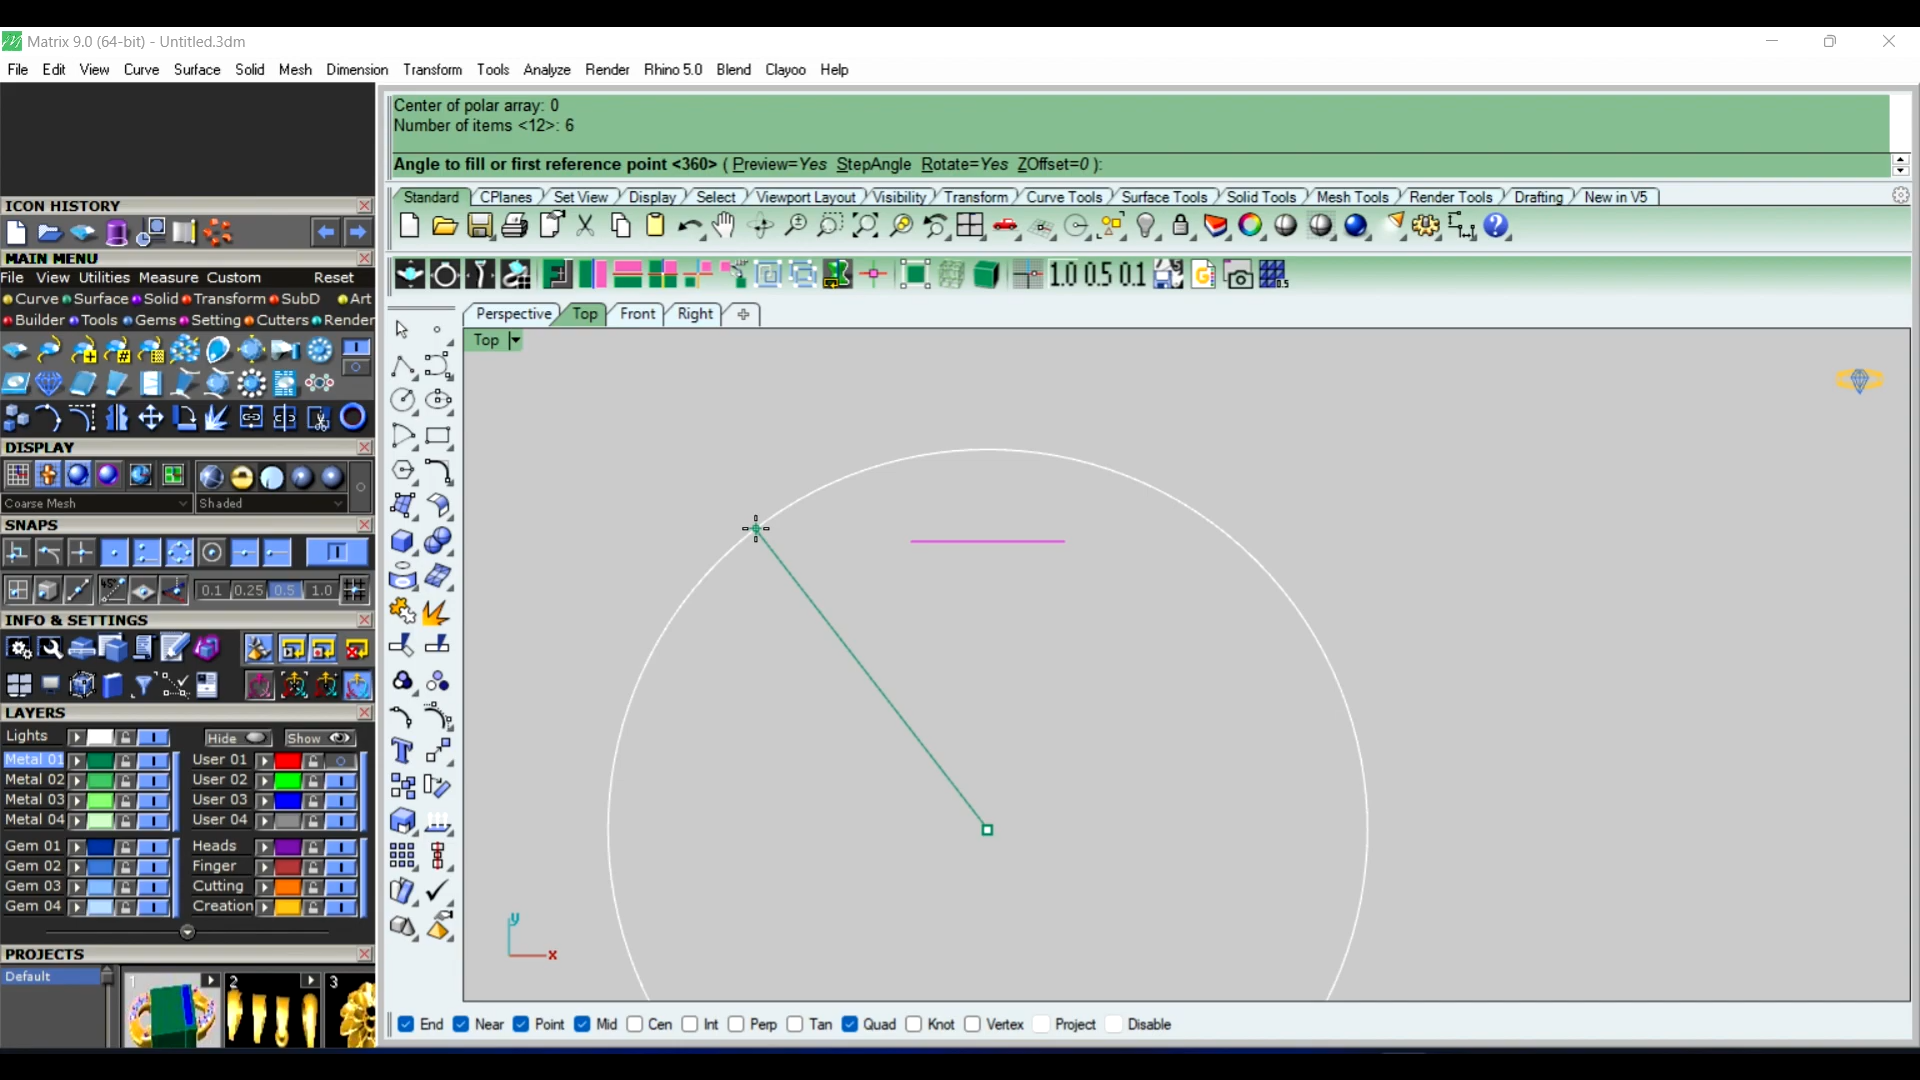 Matrix 9.0 (64-bit) - Untitled.3dm
File Edit View Curve Surface Solid Mesh Dimension Transform Tools Analyze Render Rhino 5.0 Blend Clayoo Help
Center of polar array: 0
Number of items <12>: 6
Angle to fill or first reference point <360> ( Preview=Yes StepAngle Rotate=Yes ZOffset=0 ):
Standard CPlanes Set View Display Select Viewport Layout Visibility Transform Curve Tools Surface Tools Solid Tools Mesh Tools Render Tools Drafting New in V5
1.0 0.5 0.1
0.5
Perspective Top Front Right
Top
y
x
End Near Point Mid Cen Int Perp Tan Quad Knot Vertex Project Disable
ICON HISTORY
MAIN MENU
File View Utilities Measure Custom Reset
Curve Surface Solid Transform SubD Art
Builder Tools Gems Setting Cutters Render
DISPLAY
Coarse Mesh Shaded
SNAPS
45°
0.1 0.25 0.5 1.0
INFO & SETTINGS
LAYERS
Lights Hide Show
Metal 01 User 01
Metal 02 User 02
Metal 03 User 03
Metal 04 User 04
Gem 01 Heads
Gem 02 Finger
Gem 03 Cutting
Gem 04 Creation
PROJECTS
Default
1 2 3